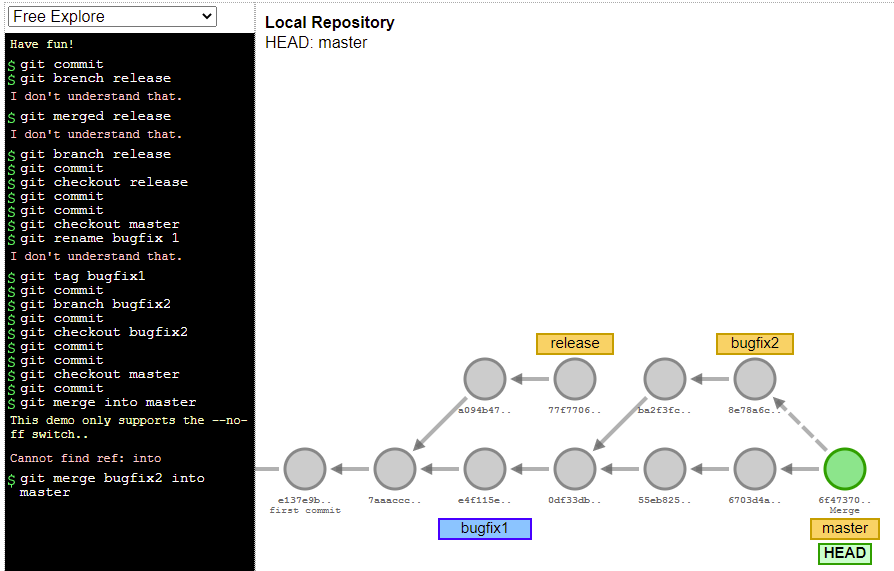 Free Explore
Have fun!
$ git commit
$ git brench release
I don't understand that.
$ git merged release
I don't understand that.
$ git branch release
$ git commit
$ git checkout release
$ git commit
$ git commit
$ git checkout master
$ git rename bugfix 1
I don't understand that.
$ git tag bugfix1
$ git commit
$ git branch bugfix2
$ git commit
$ git checkout bugfix2
$ git commit
$ git commit
$ git checkout master
$ git commit
$ git merge into master
This demo only supports the --no-
ff switch..
Cannot find ref: into
$ git merge bugfix2 into
master
Local Repository
HEAD: master
release
bugfix2
a094b47..
77f7706..
ba2f3fc..
8e78a6c..
e137e9b..
7aaaccc..
e4f115e..
0df33db..
55eb825..
6703d4a..
6f47370..
first commit
Merge
bugfix1
master
HEAD